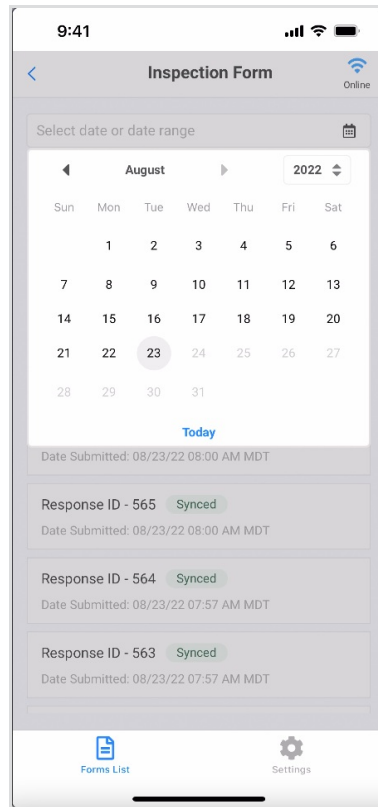 9:41
Inspection Form
Online
Select date or date range
August 2022
Sun Mon Tue Wed Thu Fri Sat
1 2 3 4 5 6
7 8 9 10 11 12 13
14 15 16 17 18 19 20
21 22 23 24 25 26 27
28 29 30 31
Today
Date Submitted: 08/23/22 08:00 AM MDT
Response ID - 565 Synced
Date Submitted: 08/23/22 08:00 AM MDT
Response ID - 564 Synced
Date Submitted: 08/23/22 07:57 AM MDT
Response ID - 563 Synced
Date Submitted: 08/23/22 07:57 AM MDT
Forms List Settings